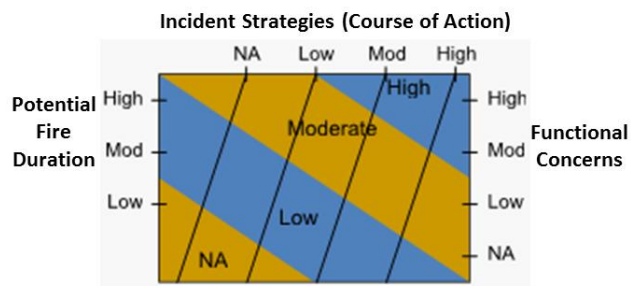 Incident Strategies (Course of Action)
NA Low Mod High
Potential
Fire
Duration
High
Mod
Low
High
Moderate
Low
NA
High
Mod
Low
NA
Functional
Concerns